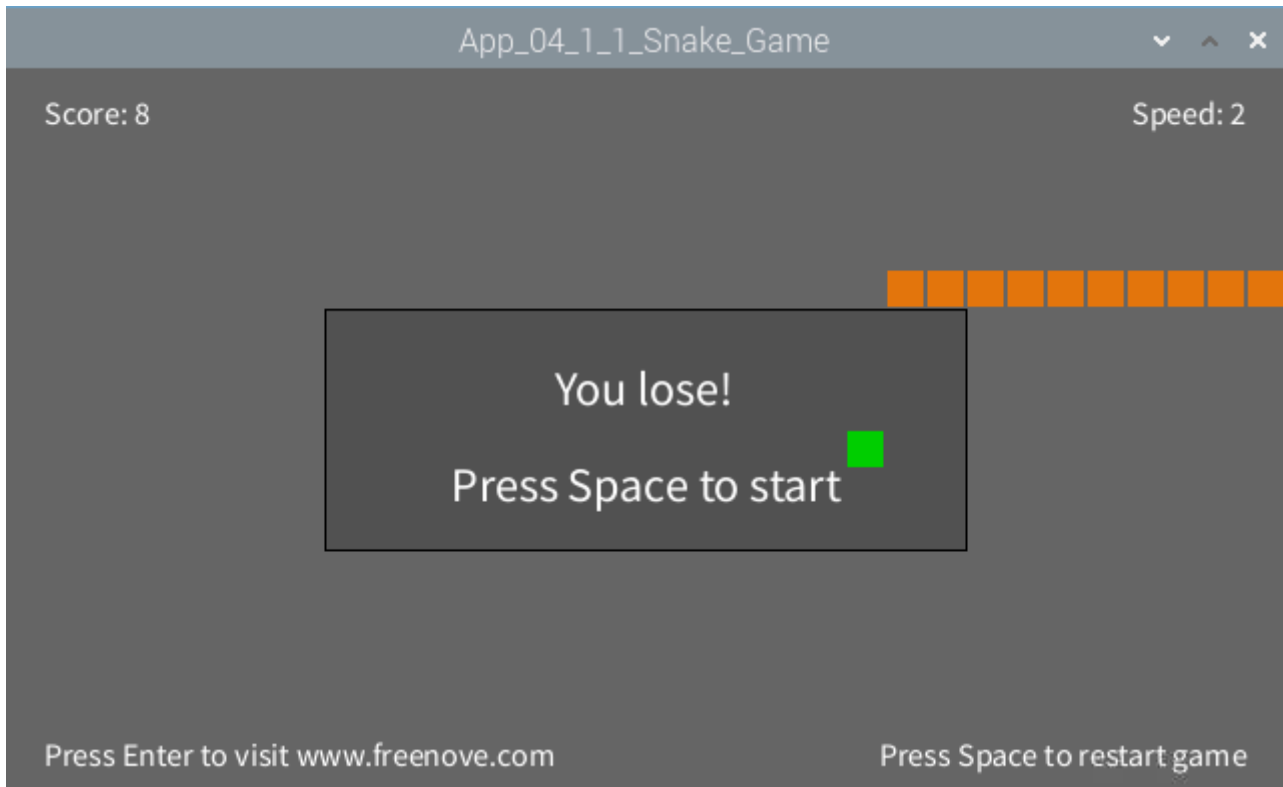 App_04_1_1_Snake_Game
Score: 8
Speed: 2
You lose!
Press Space to start
Press Enter to visit www.freenove.com
Press Space to restart game